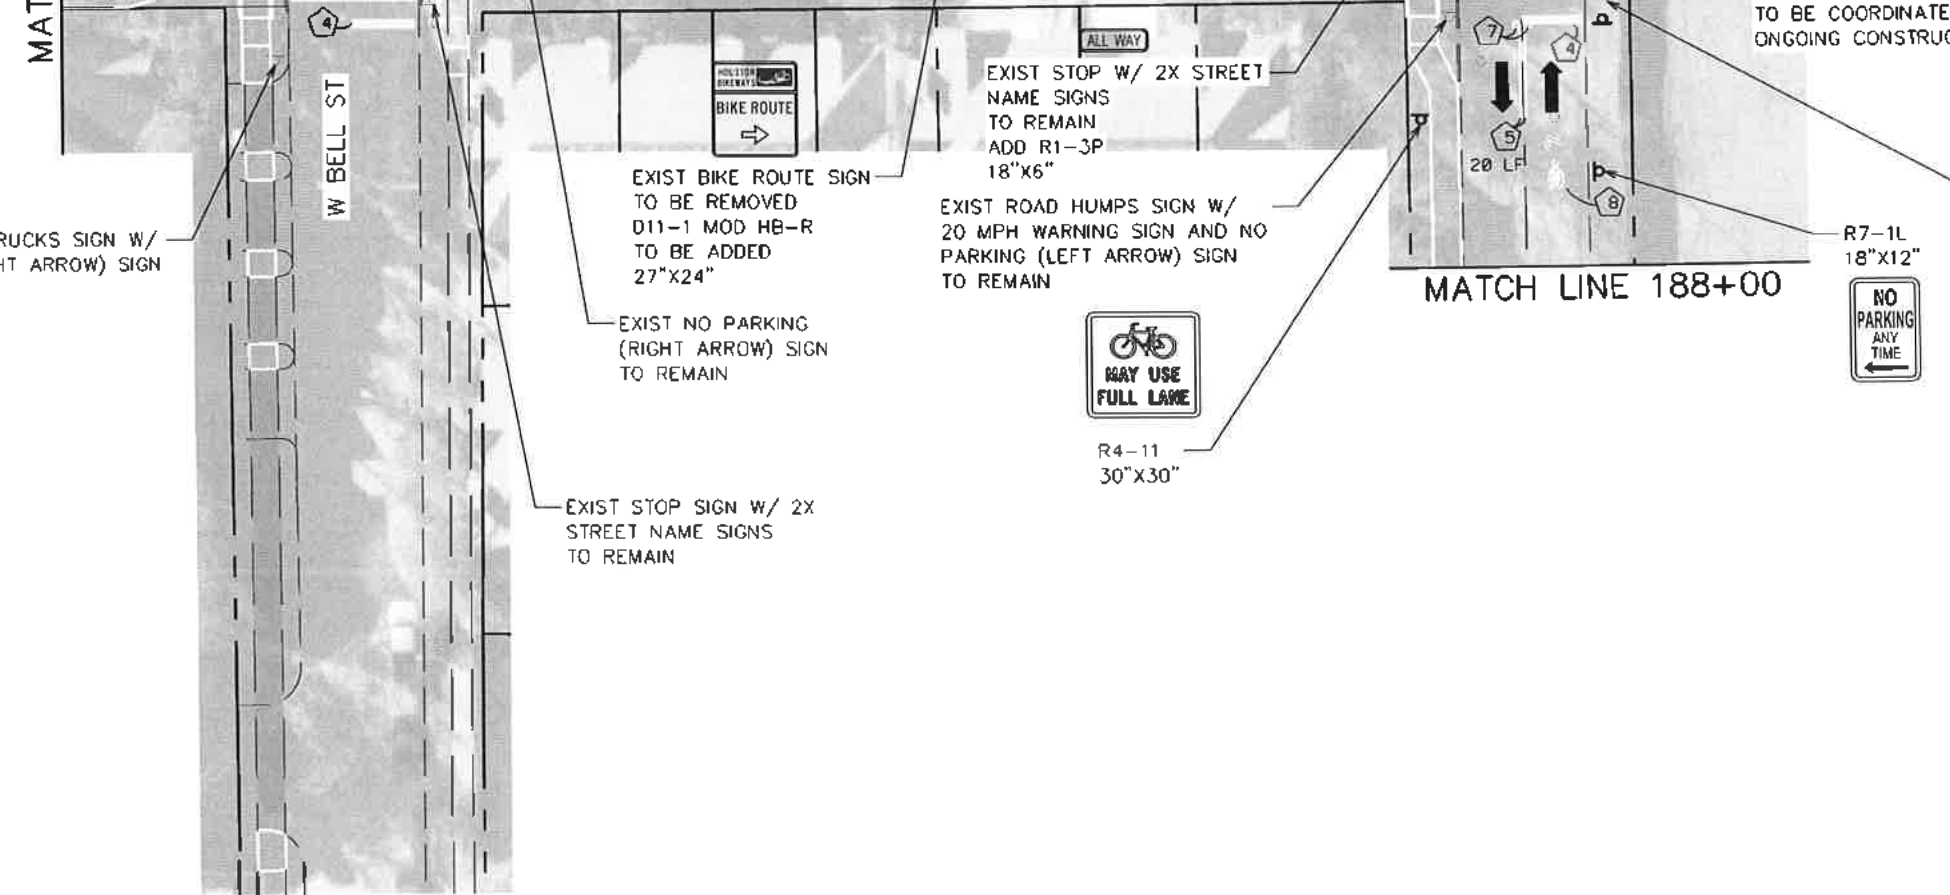 MAT
4
W BELL ST
RUCKS SIGN W/
HT ARROW) SIGN
HOUSTON
BIKEWAYS
BIKE ROUTE
EXIST BIKE ROUTE SIGN
TO BE REMOVED
D11-1 MOD HB-R
TO BE ADDED
27"X24"
EXIST NO PARKING
(RIGHT ARROW) SIGN
TO REMAIN
EXIST STOP SIGN W/ 2X
STREET NAME SIGNS
TO REMAIN
ALL WAY
EXIST STOP W/ 2X STREET
NAME SIGNS
TO REMAIN
ADD R1-3P
18"X6"
EXIST ROAD HUMPS SIGN W/
20 MPH WARNING SIGN AND NO
PARKING (LEFT ARROW) SIGN
TO REMAIN
MAY USE
FULL LANE
R4-11
30"X30"
7
4
5
20 LF
8
MATCH LINE 188+00
TO BE COORDINATE
ONGOING CONSTRUC
R7-1L
18"X12"
NO
PARKING
ANY
TIME